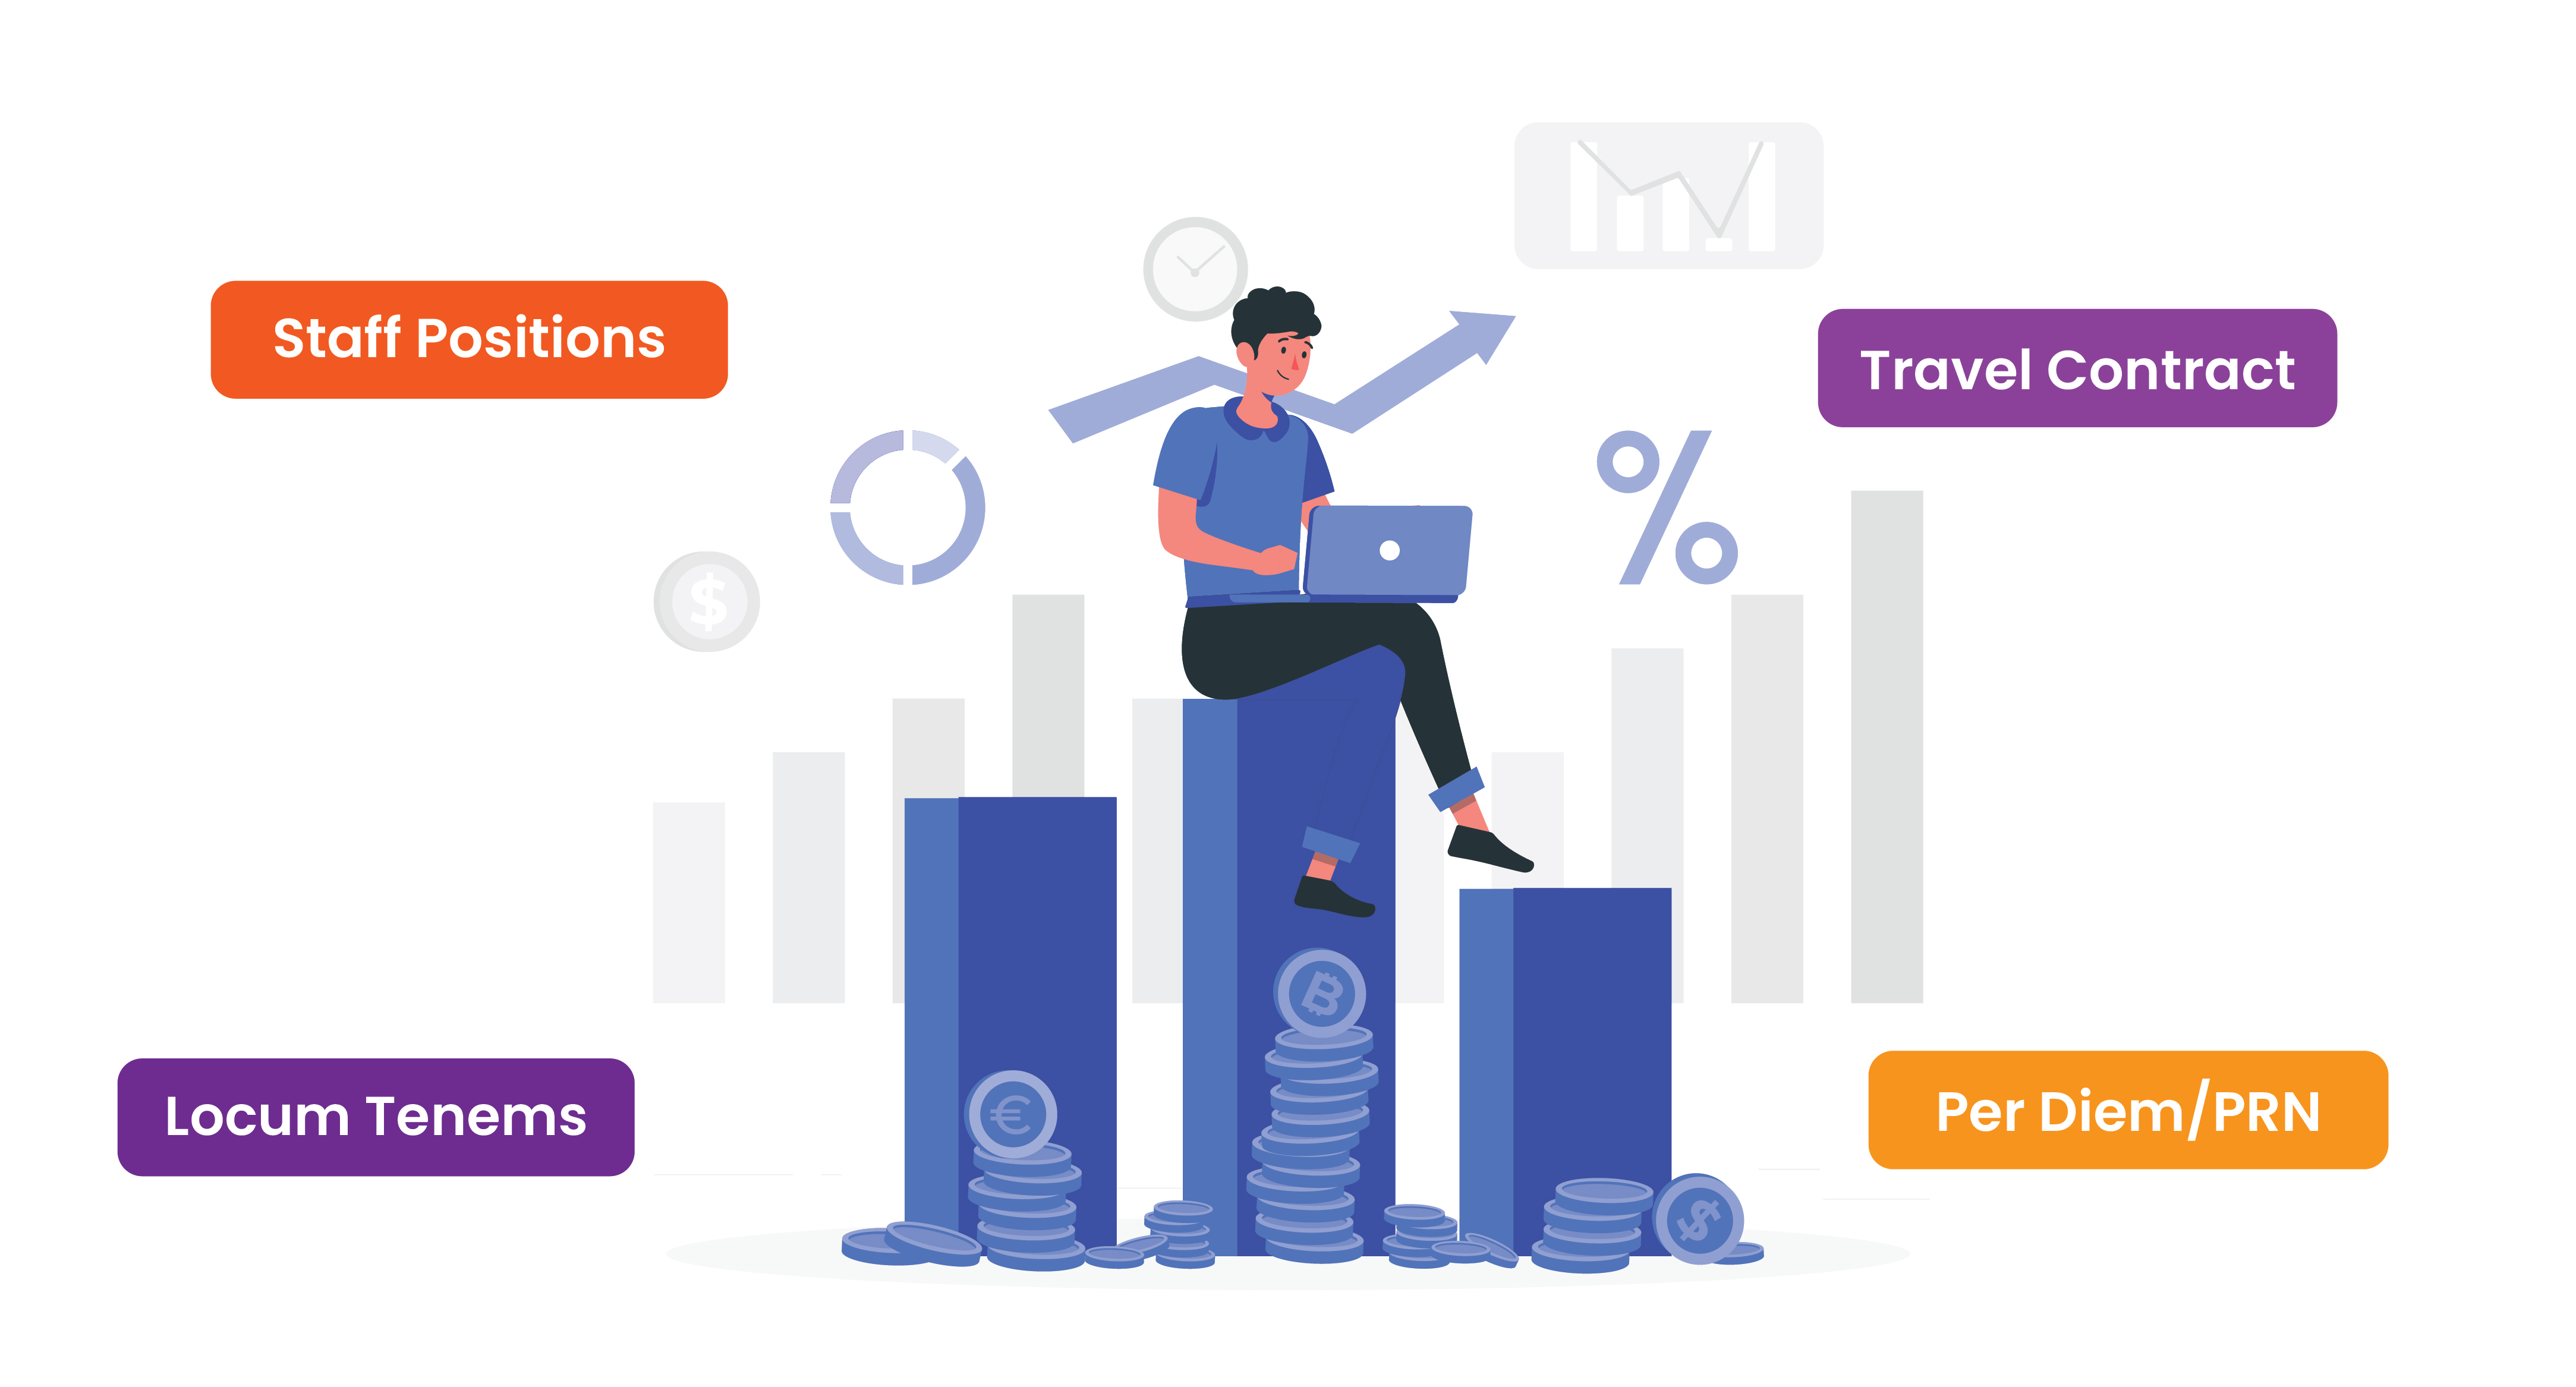 Staff Positions
Travel Contract
$
%
Locum Tenems
Per Diem/PRN
₿
€
$